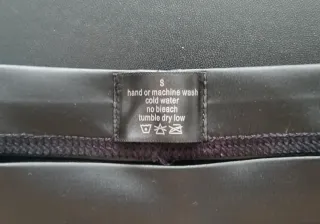 S
hand or machine wash
cold water
no bleach
tumble dry low